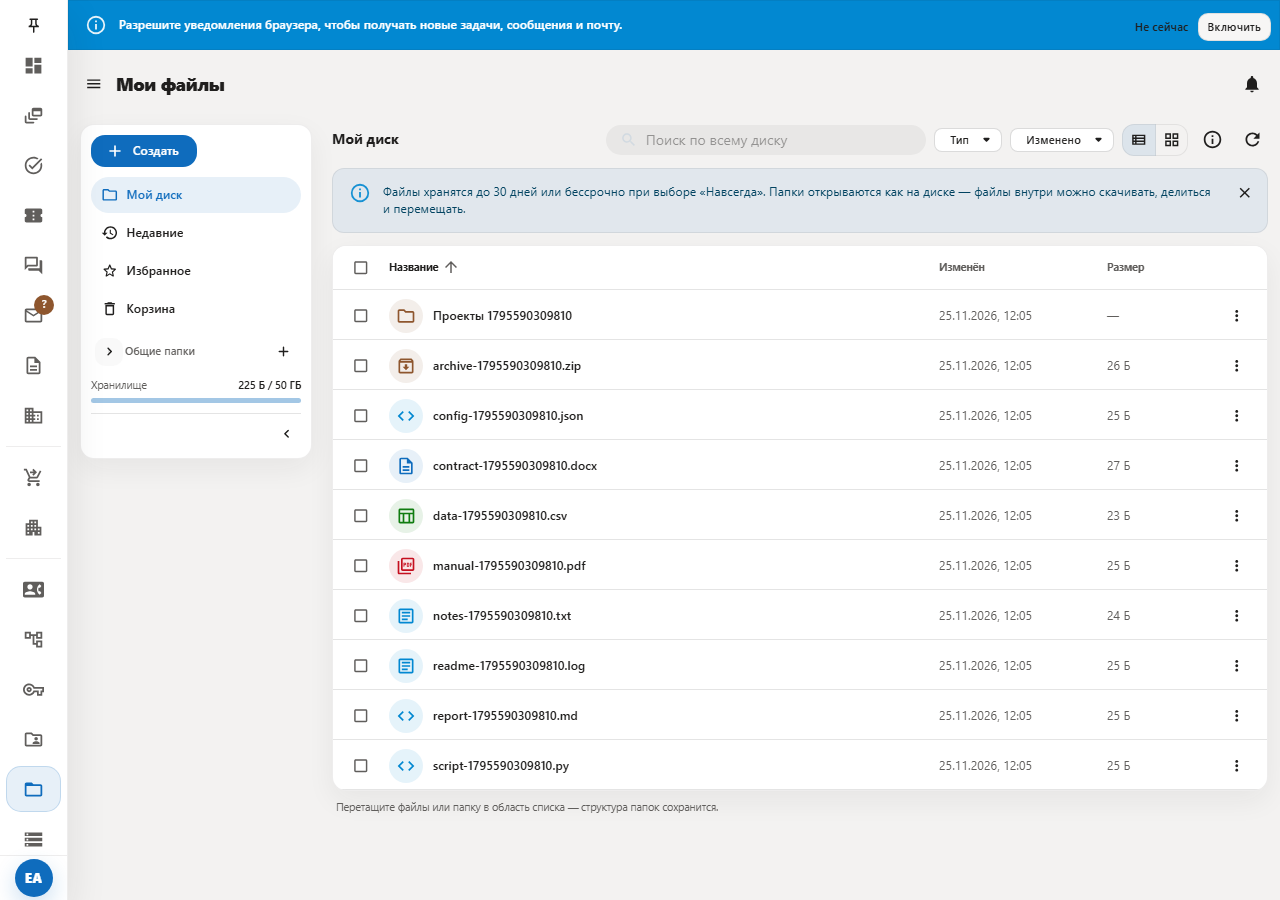 Разрешите уведомления браузера, чтобы получать новые задачи, сообщения и почту.
Не сейчас
Включить
Мои файлы
Создать
Мой диск
Недавние
Избранное
Корзина
Общие папки
Хранилище
225 Б / 50 ГБ
Мой диск
Поиск по всему диску
Тип
Изменено
Файлы хранятся до 30 дней или бессрочно при выборе «Навсегда». Папки открываются как на диске — файлы внутри можно скачивать, делиться
и перемещать.
Название
Изменён
Размер
Проекты 1795590309810
25.11.2026, 12:05
—
archive-1795590309810.zip
25.11.2026, 12:05
26 Б
config-1795590309810.json
25.11.2026, 12:05
25 Б
contract-1795590309810.docx
25.11.2026, 12:05
27 Б
data-1795590309810.csv
25.11.2026, 12:05
23 Б
PDF
manual-1795590309810.pdf
25.11.2026, 12:05
25 Б
notes-1795590309810.txt
25.11.2026, 12:05
24 Б
readme-1795590309810.log
25.11.2026, 12:05
25 Б
report-1795590309810.md
25.11.2026, 12:05
25 Б
script-1795590309810.py
25.11.2026, 12:05
25 Б
Перетащите файлы или папку в область списка — структура папок сохранится.
?
EA